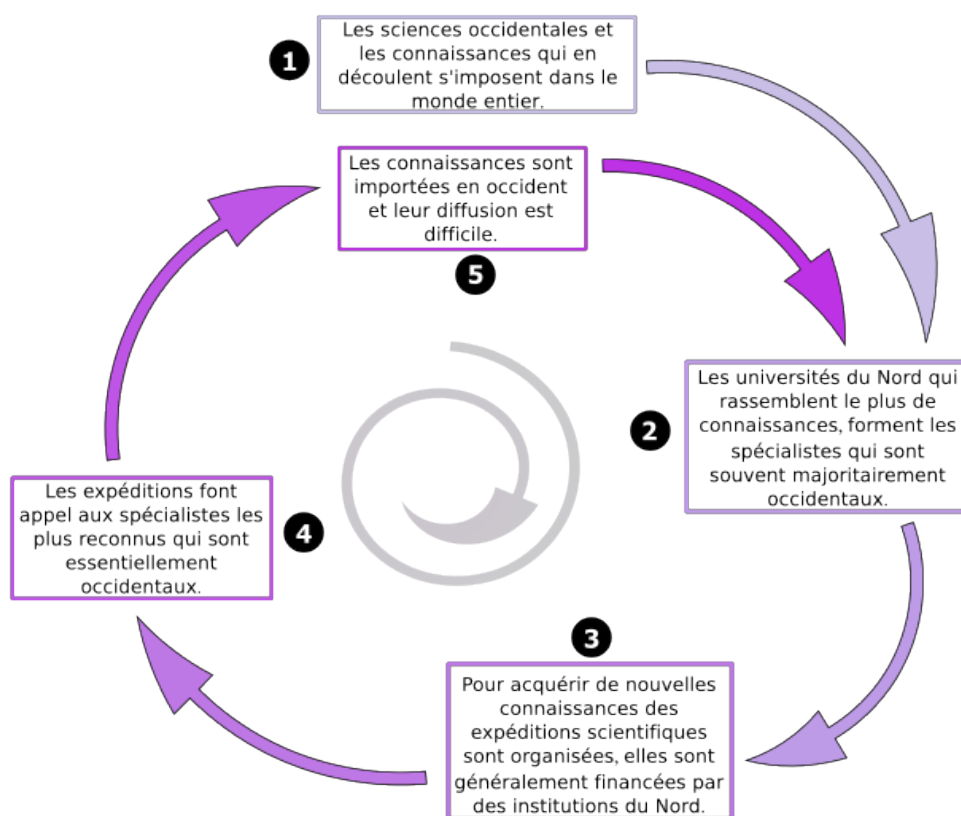 1
Les sciences occidentales et
les connaissances qui en
découlent s'imposent dans le
monde entier.
Les connaissances sont
importées en occident
et leur diffusion est
difficile.
5
2
Les universités du Nord qui
rassemblent le plus de
connaissances, forment les
spécialistes qui sont
souvent majoritairement
occidentaux.
Les expéditions font
appel aux spécialistes les
plus reconnus qui sont
essentiellement
occidentaux.
4
3
Pour acquérir de nouvelles
connaissances des
expéditions scientifiques
sont organisées, elles sont
généralement financées par
des institutions du Nord.